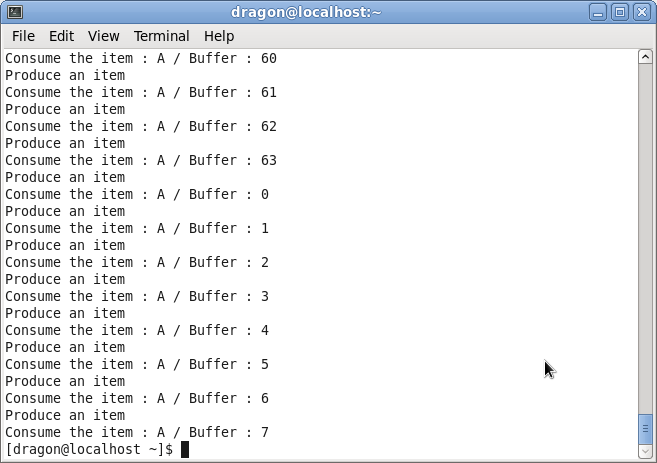 dragon@localhost:~
File Edit View Terminal Help
Consume the item : A / Buffer : 60
Produce an item
Consume the item : A / Buffer : 61
Produce an item
Consume the item : A / Buffer : 62
Produce an item
Consume the item : A / Buffer : 63
Produce an item
Consume the item : A / Buffer : 0
Produce an item
Consume the item : A / Buffer : 1
Produce an item
Consume the item : A / Buffer : 2
Produce an item
Consume the item : A / Buffer : 3
Produce an item
Consume the item : A / Buffer : 4
Produce an item
Consume the item : A / Buffer : 5
Produce an item
Consume the item : A / Buffer : 6
Produce an item
Consume the item : A / Buffer : 7
[dragon@localhost ~]$